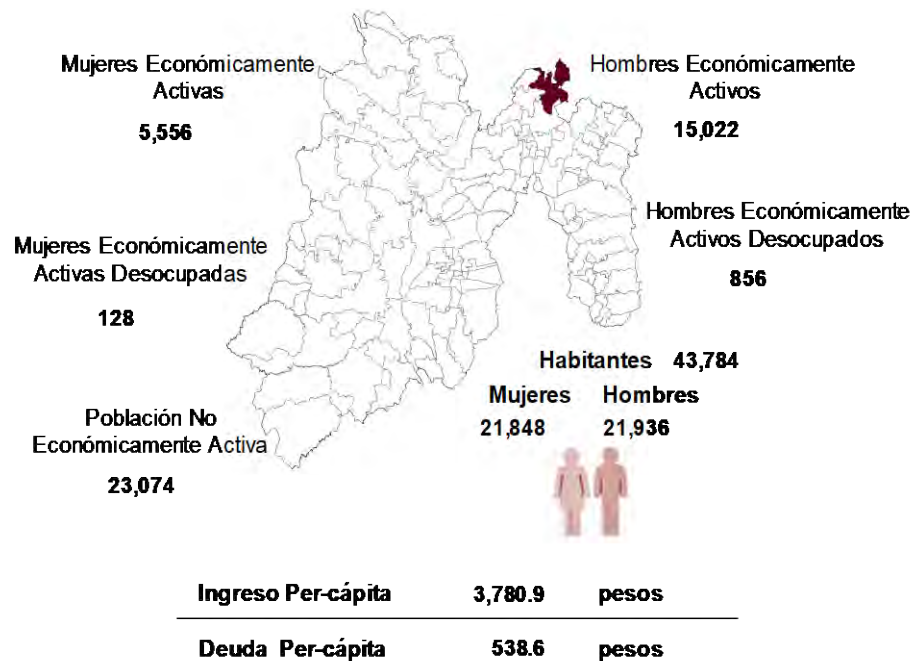 Mujeres Económicamente
Activas
5,556
Hombres Económicamente
Activos
15,022
Mujeres Económicamente
Activas Desocupadas
128
Hombres Económicamente
Activos Desocupados
856
Habitantes 43,784
Mujeres Hombres
21,848 21,936
Población No
Económicamente Activa
23,074
Ingreso Per-cápita 3,780.9 pesos
Deuda Per-cápita 538.6 pesos